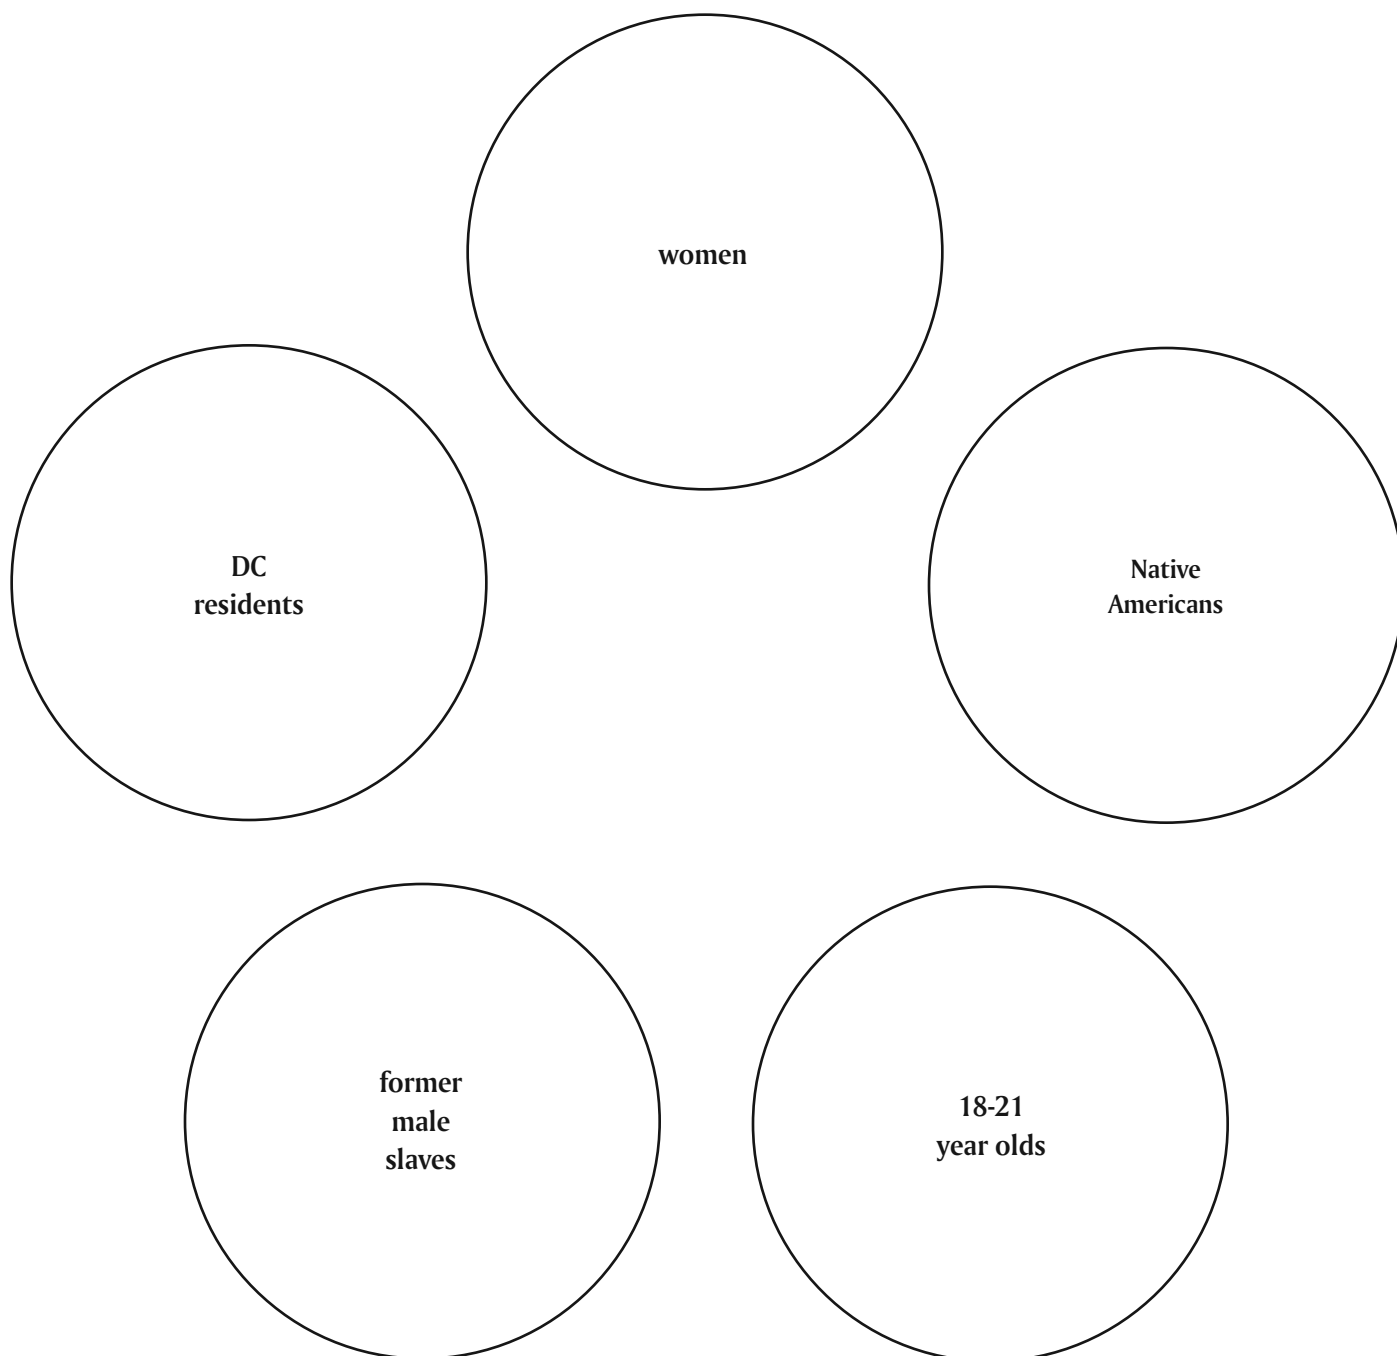 women
DC
residents
Native
Americans
former
male
slaves
18-21
year olds